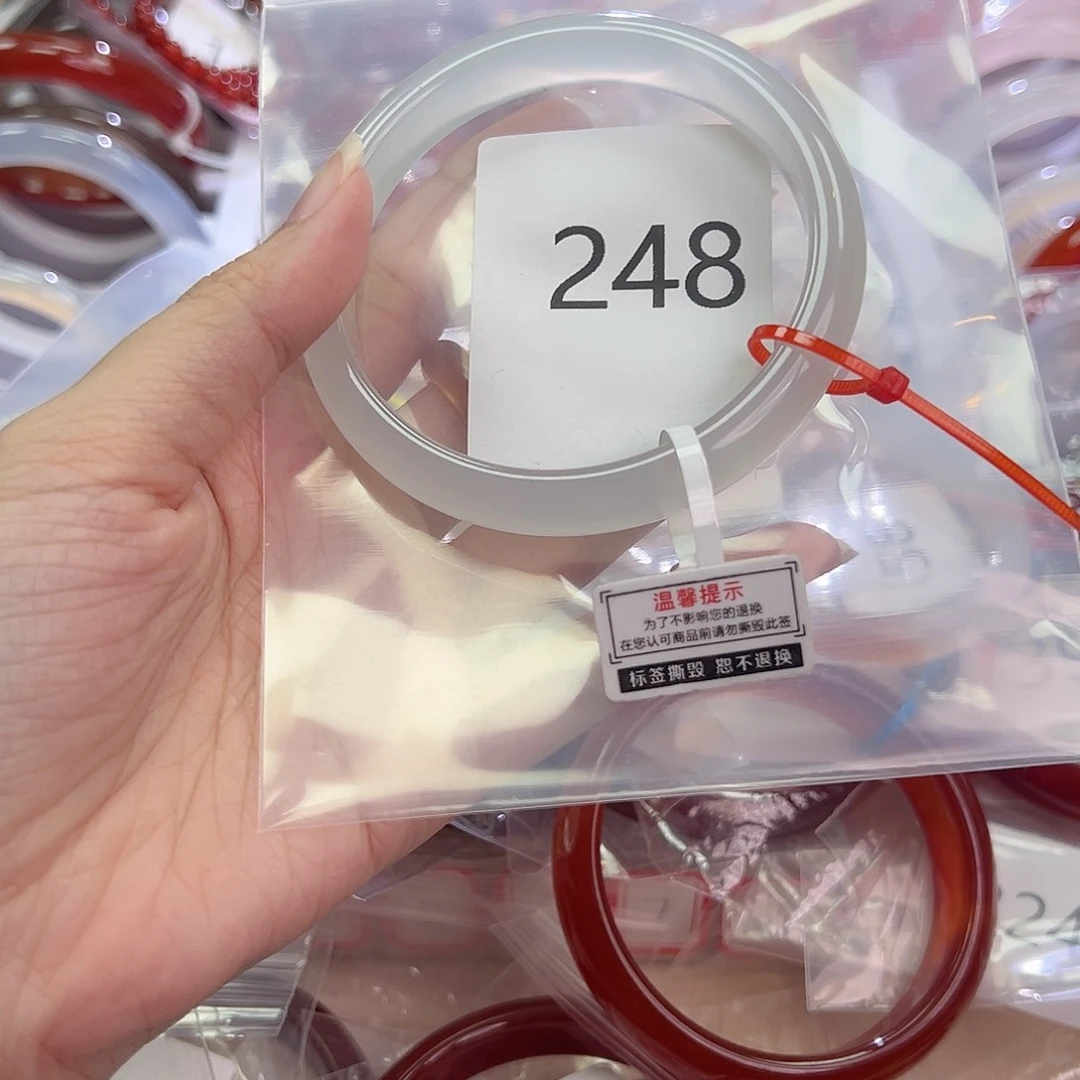 248
温馨提示
为了不影响您的退换
在您认可商品前请勿撕毁此签
标签撕毁 恕不退换